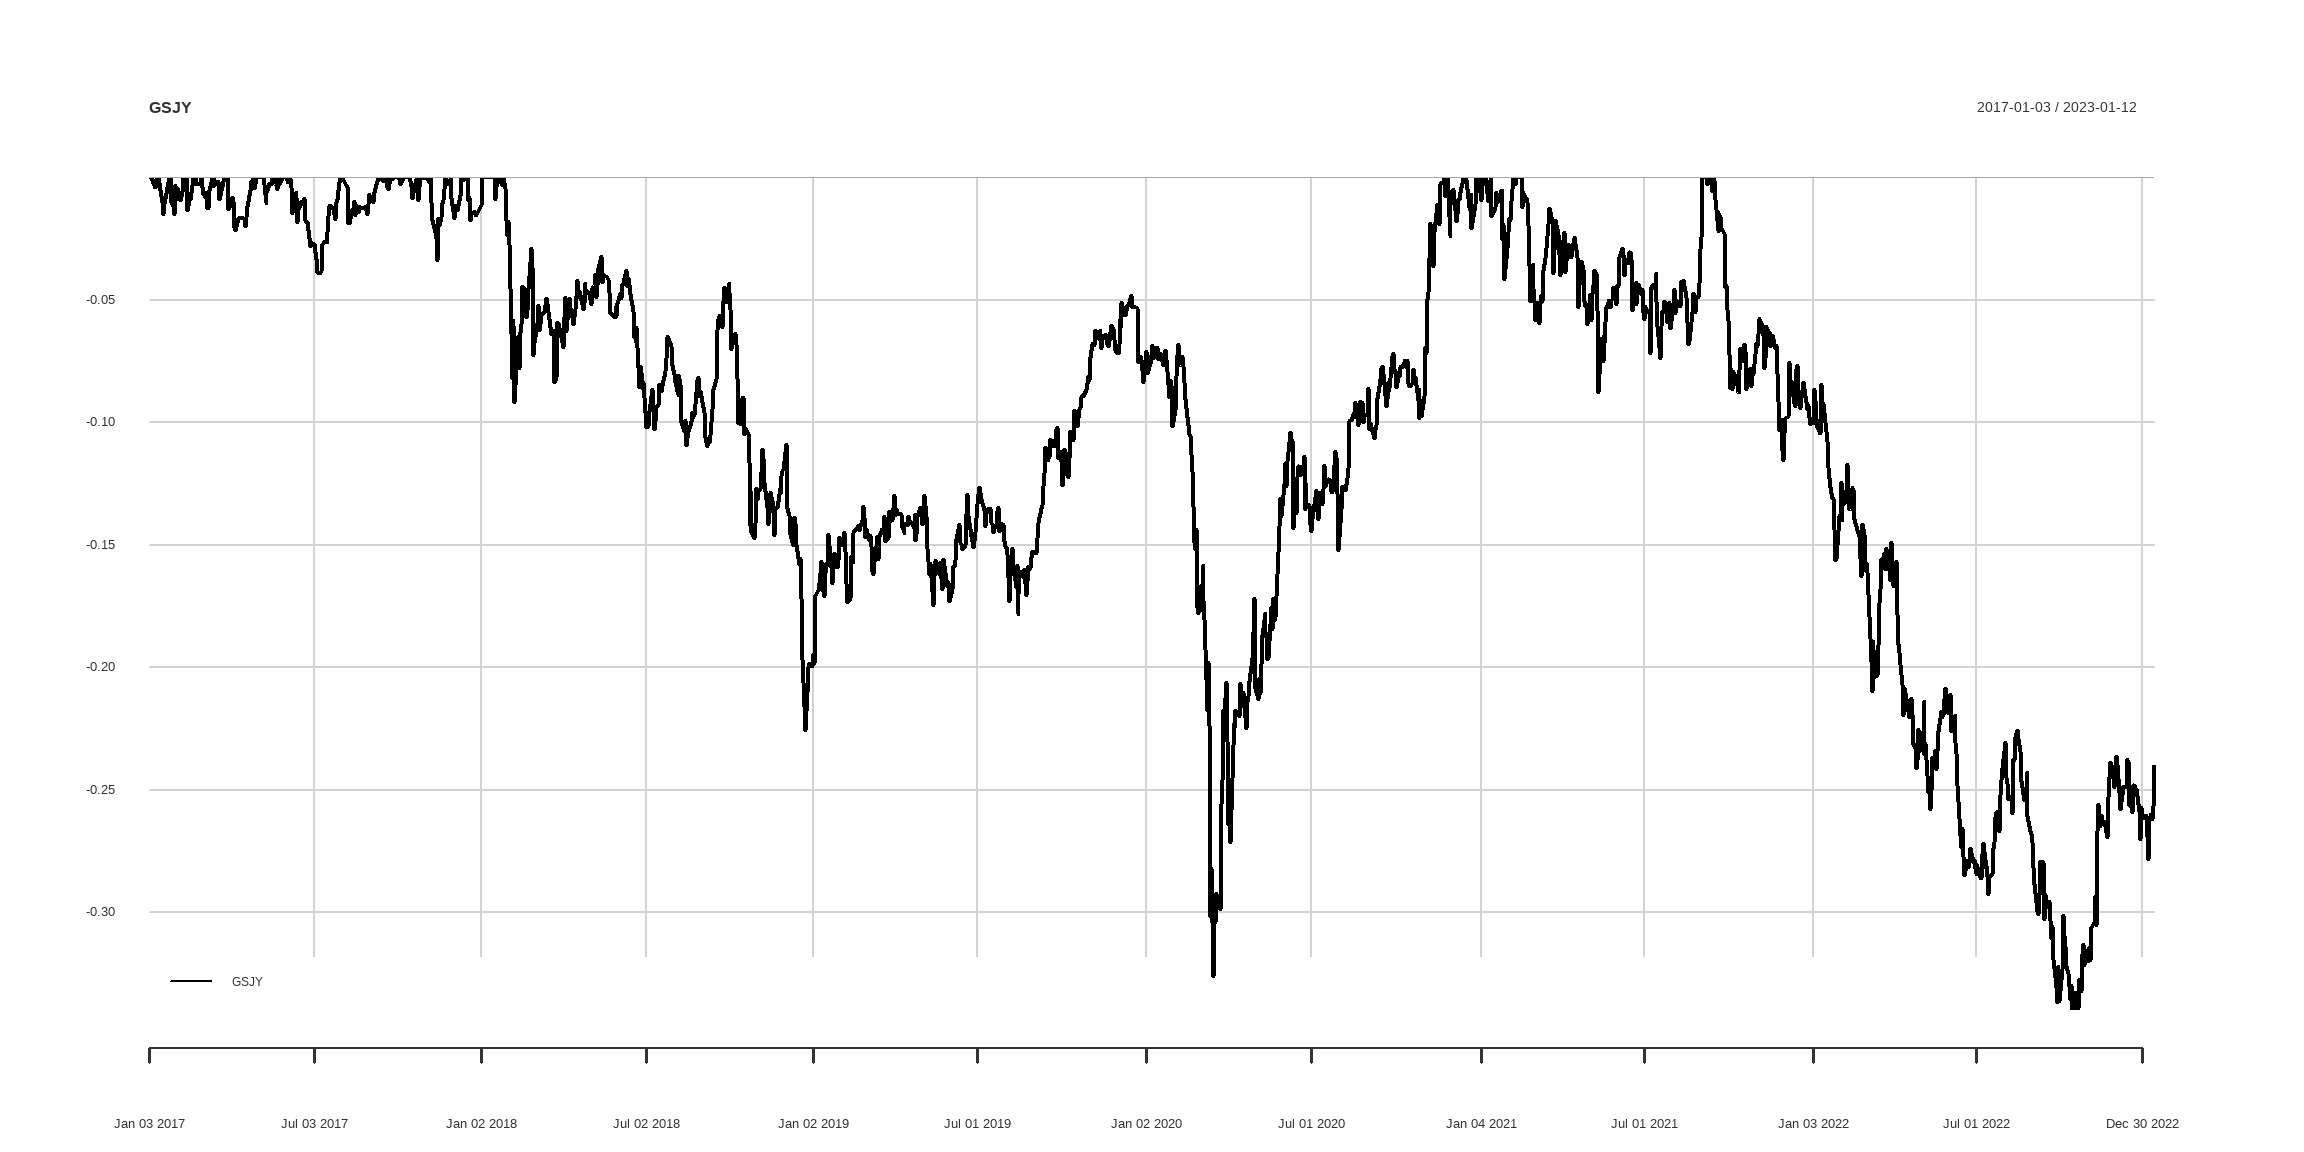 GSJY
2017-01-03 / 2023-01-12
-0.05
-0.10
-0.15
-0.20
-0.25
-0.30
GSJY
Jan 03 2017
Jul 03 2017
Jan 02 2018
Jul 02 2018
Jan 02 2019
Jul 01 2019
Jan 02 2020
Jul 01 2020
Jan 04 2021
Jul 01 2021
Jan 03 2022
Jul 01 2022
Dec 30 2022